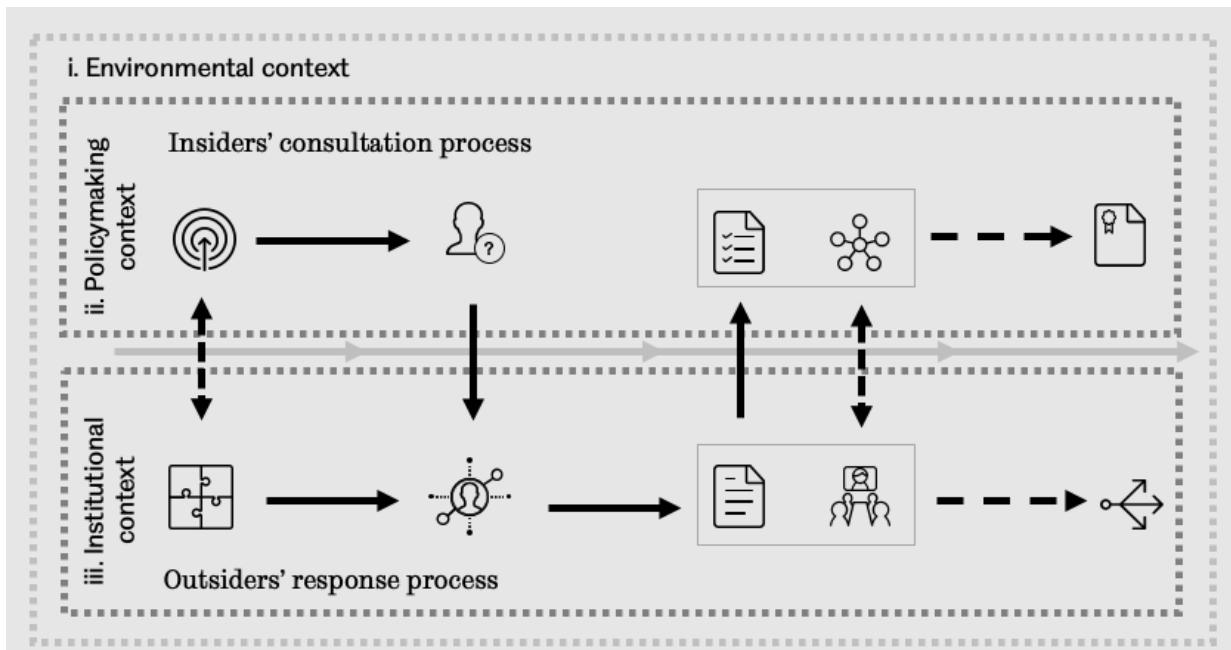 i. Environmental context
Insiders’ consultation process
ii. Policymaking
context
?
iii. Institutional
context
Outsiders’ response process